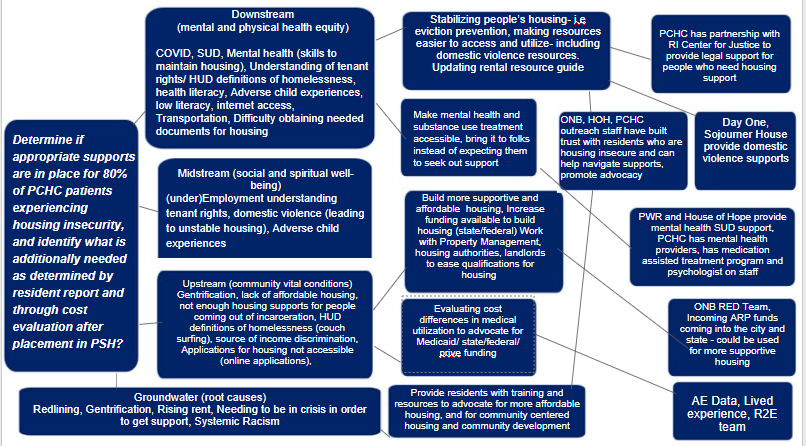 Determine if
appropriate supports
are in place for 80%
of PCHC patients
experiencing
housing insecurity,
and identify what is
additionally needed
as determined by
resident report and
through cost
evaluation after
placement in PSH?
Downstream
(mental and physical health equity)
COVID, SUD, Mental health (skills to
maintain housing), Understanding of tenant
rights/ HUD definitions of homelessness,
health literacy, Adverse child experiences,
low literacy, internet access,
Transportation, Difficulty obtaining needed
documents for housing
Midstream (social and spiritual well-
being)
(under)Employment understanding
tenant rights, domestic violence (leading
to unstable housing), Adverse child
experiences
Upstream (community vital conditions)
Gentrification, lack of affordable housing,
not enough housing supports for people
coming out of incarceration, HUD
definitions of homelessness (couch
surfing), source of income discrimination,
Applications for housing not accessible
(online applications),
Groundwater (root causes)
Redlining, Gentrification, Rising rent, Needing to be in crisis in order
to get support, Systemic Racism
Stabilizing people's housing- i.e
eviction prevention, making resources
easier to access and utilize- including
domestic violence resources.
Updating rental resource guide
Make mental health and
substance use treatment
accessible, bring it to folks
instead of expecting them
to seek out support
Build more supportive and
affordable housing, Increase
funding available to build
housing (state/federal) Work
with Property Management,
housing authorities, landlords
to ease qualifications for
housing
Evaluating cost
differences in medical
utilization to advocate for
Medicaid/ state/federal/
prive funding
Provide residents with training and
resources to advocate for more affordable
housing, and for community centered
housing and community development
ONB, HOH, PCHC
outreach staff have built
trust with residents who are
housing insecure and can
help navigate supports,
promote advocacy
PCHC has partnership with
RI Center for Justice to
provide legal support for
people who need housing
support
Day One,
Sojourner House
provide domestic
violence supports
PWR and House of Hope provide
mental health SUD support,
PCHC has mental health
providers, has medication
assisted treatment program and
psychologist on staff
ONB RED Team,
Incoming ARP funds
coming into the city and
state - could be used
for more supportive
housing
AE Data, Lived
experience, R2E
team